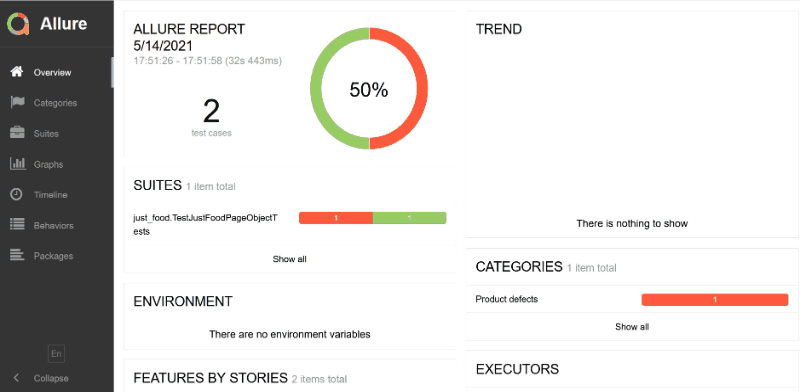 Allure
Overview
Categories
Suites
Graphs
Timeline
Behaviors
Packages
En
Collapse
ALLURE REPORT
5/14/2021
17:51:26 - 17:51:58 (32s 443ms)
2
test cases
50%
SUITES 1 item total
just_food.TestJustFoodPageObjectT
ests
1 1
Show all
ENVIRONMENT
There are no environment variables
FEATURES BY STORIES 2 items total
TREND
There is nothing to show
CATEGORIES 1 item total
Product defects 1
Show all
EXECUTORS